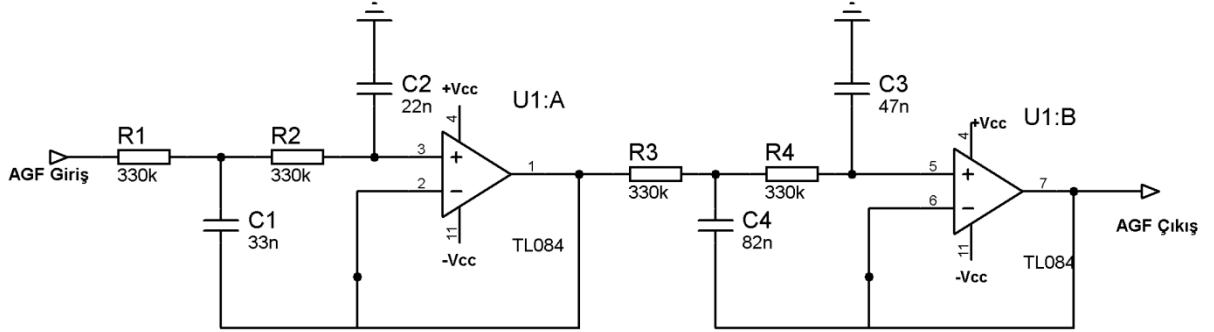 AGF Giriş
R1
330k
C1
33n
R2
330k
C2
22n
+Vcc
4
3
2
11
-Vcc
1
U1:A
TL084
R3
330k
C4
82n
R4
330k
C3
47n
+Vcc
4
5
6
11
-Vcc
7
U1:B
TL084
AGF Çıkış